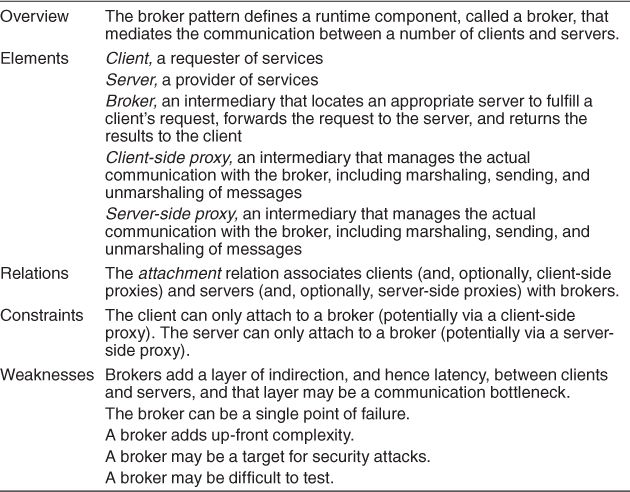 Overview The broker pattern defines a runtime component, called a broker, that
mediates the communication between a number of clients and servers.
Elements Client, a requester of services
Server, a provider of services
Broker, an intermediary that locates an appropriate server to fulfill a
client's request, forwards the request to the server, and returns the
results to the client
Client-side proxy, an intermediary that manages the actual
communication with the broker, including marshaling, sending, and
unmarshaling of messages
Server-side proxy, an intermediary that manages the actual
communication with the broker, including marshaling, sending, and
unmarshaling of messages
Relations The attachment relation associates clients (and, optionally, client-side
proxies) and servers (and, optionally, server-side proxies) with brokers.
Constraints The client can only attach to a broker (potentially via a client-side
proxy). The server can only attach to a broker (potentially via a server-
side proxy).
Weaknesses Brokers add a layer of indirection, and hence latency, between clients
and servers, and that layer may be a communication bottleneck.
The broker can be a single point of failure.
A broker adds up-front complexity.
A broker may be a target for security attacks.
A broker may be difficult to test.